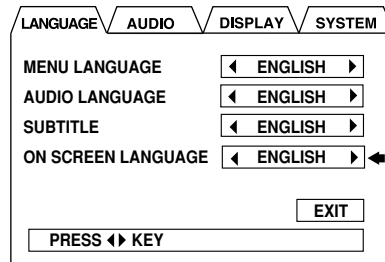 LANGUAGE AUDIO DISPLAY SYSTEM
MENU LANGUAGE ENGLISH
AUDIO LANGUAGE ENGLISH
SUBTITLE ENGLISH
ON SCREEN LANGUAGE ENGLISH
EXIT
PRESS KEY